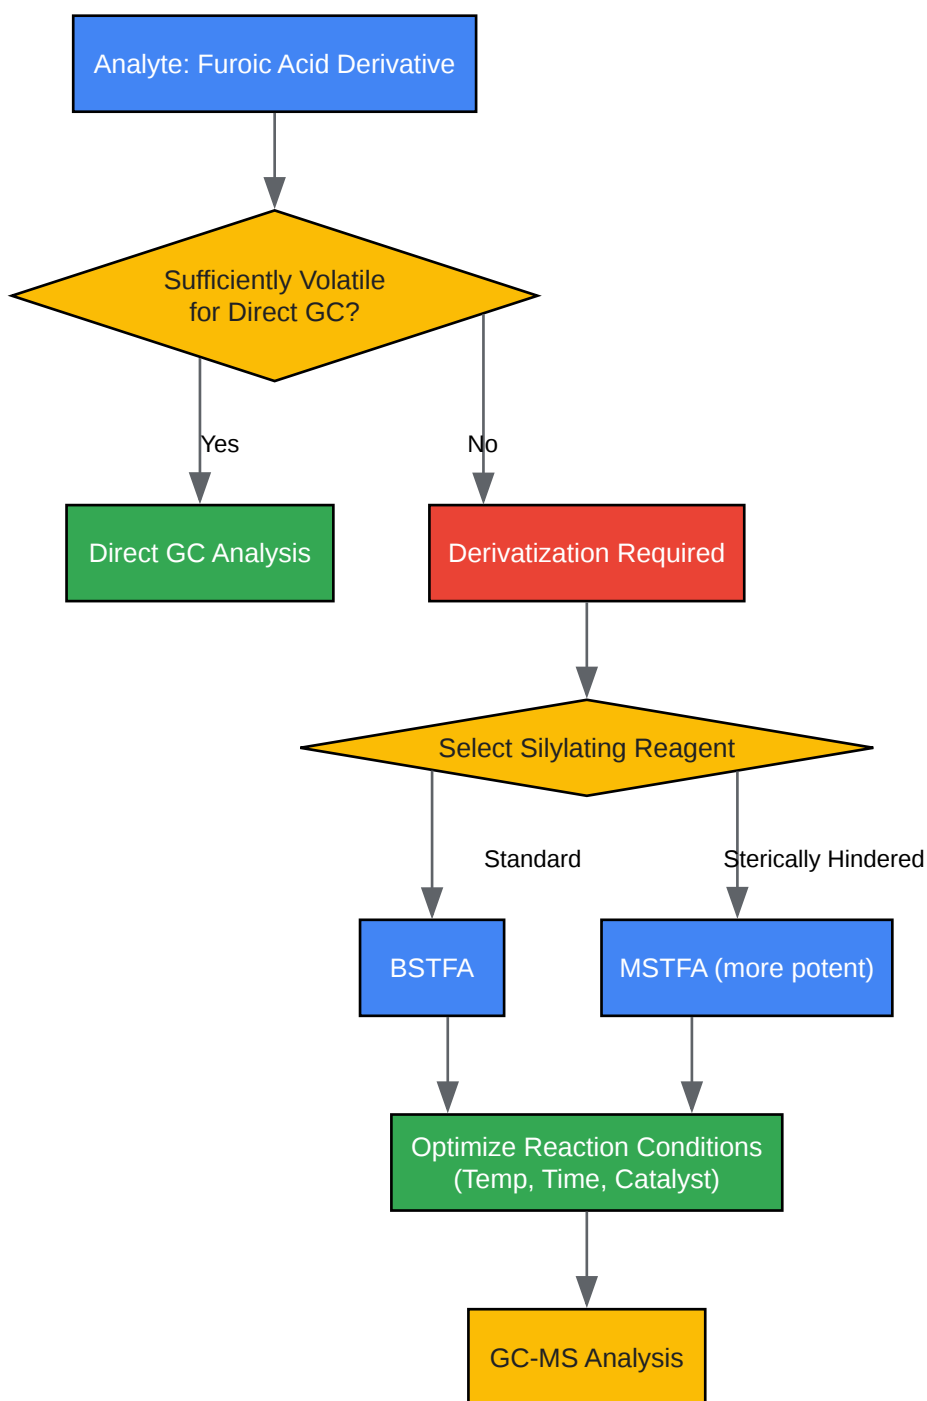 Analyte: Furoic Acid Derivative
Sufficiently Volatile
for Direct GC?
Yes
No
Direct GC Analysis
Derivatization Required
Select Silylating Reagent
Standard
Sterically Hindered
BSTFA
MSTFA (more potent)
Optimize Reaction Conditions
(Temp, Time, Catalyst)
GC-MS Analysis